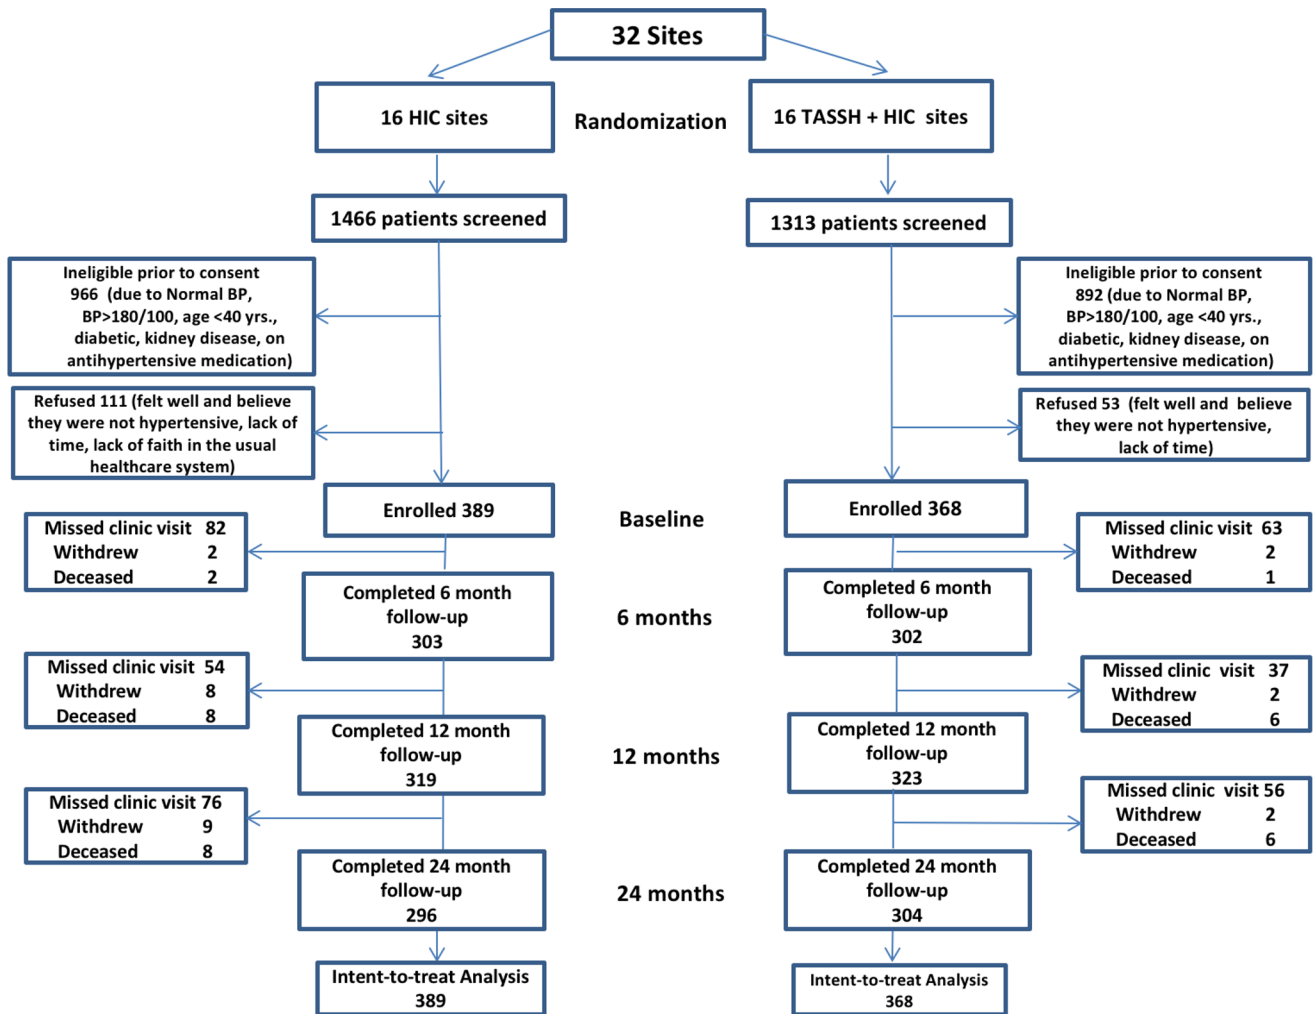 32 Sites
16 HIC sites
Randomization
16 TASSH + HIC sites
1466 patients screened
1313 patients screened
Ineligible prior to consent
966 (due to Normal BP,
BP>180/100, age <40 yrs.,
diabetic, kidney disease, on
antihypertensive medication)
Ineligible prior to consent
892 (due to Normal BP,
BP>180/100, age <40 yrs.,
diabetic, kidney disease, on
antihypertensive medication)
Refused 111 (felt well and believe
they were not hypertensive, lack of
time, lack of faith in the usual
healthcare system)
Refused 53 (felt well and believe
they were not hypertensive,
lack of time)
Enrolled 389
Baseline
Enrolled 368
Missed clinic visit 82
Withdrew 2
Deceased 2
Missed clinic visit 63
Withdrew 2
Deceased 1
Completed 6 month
follow-up
303
6 months
Completed 6 month
follow-up
302
Missed clinic visit 54
Withdrew 8
Deceased 8
Missed clinic visit 37
Withdrew 2
Deceased 6
Completed 12 month
follow-up
319
12 months
Completed 12 month
follow-up
323
Missed clinic visit 76
Withdrew 9
Deceased 8
Missed clinic visit 56
Withdrew 2
Deceased 6
Completed 24 month
follow-up
296
24 months
Completed 24 month
follow-up
304
Intent-to-treat Analysis
389
Intent-to-treat Analysis
368